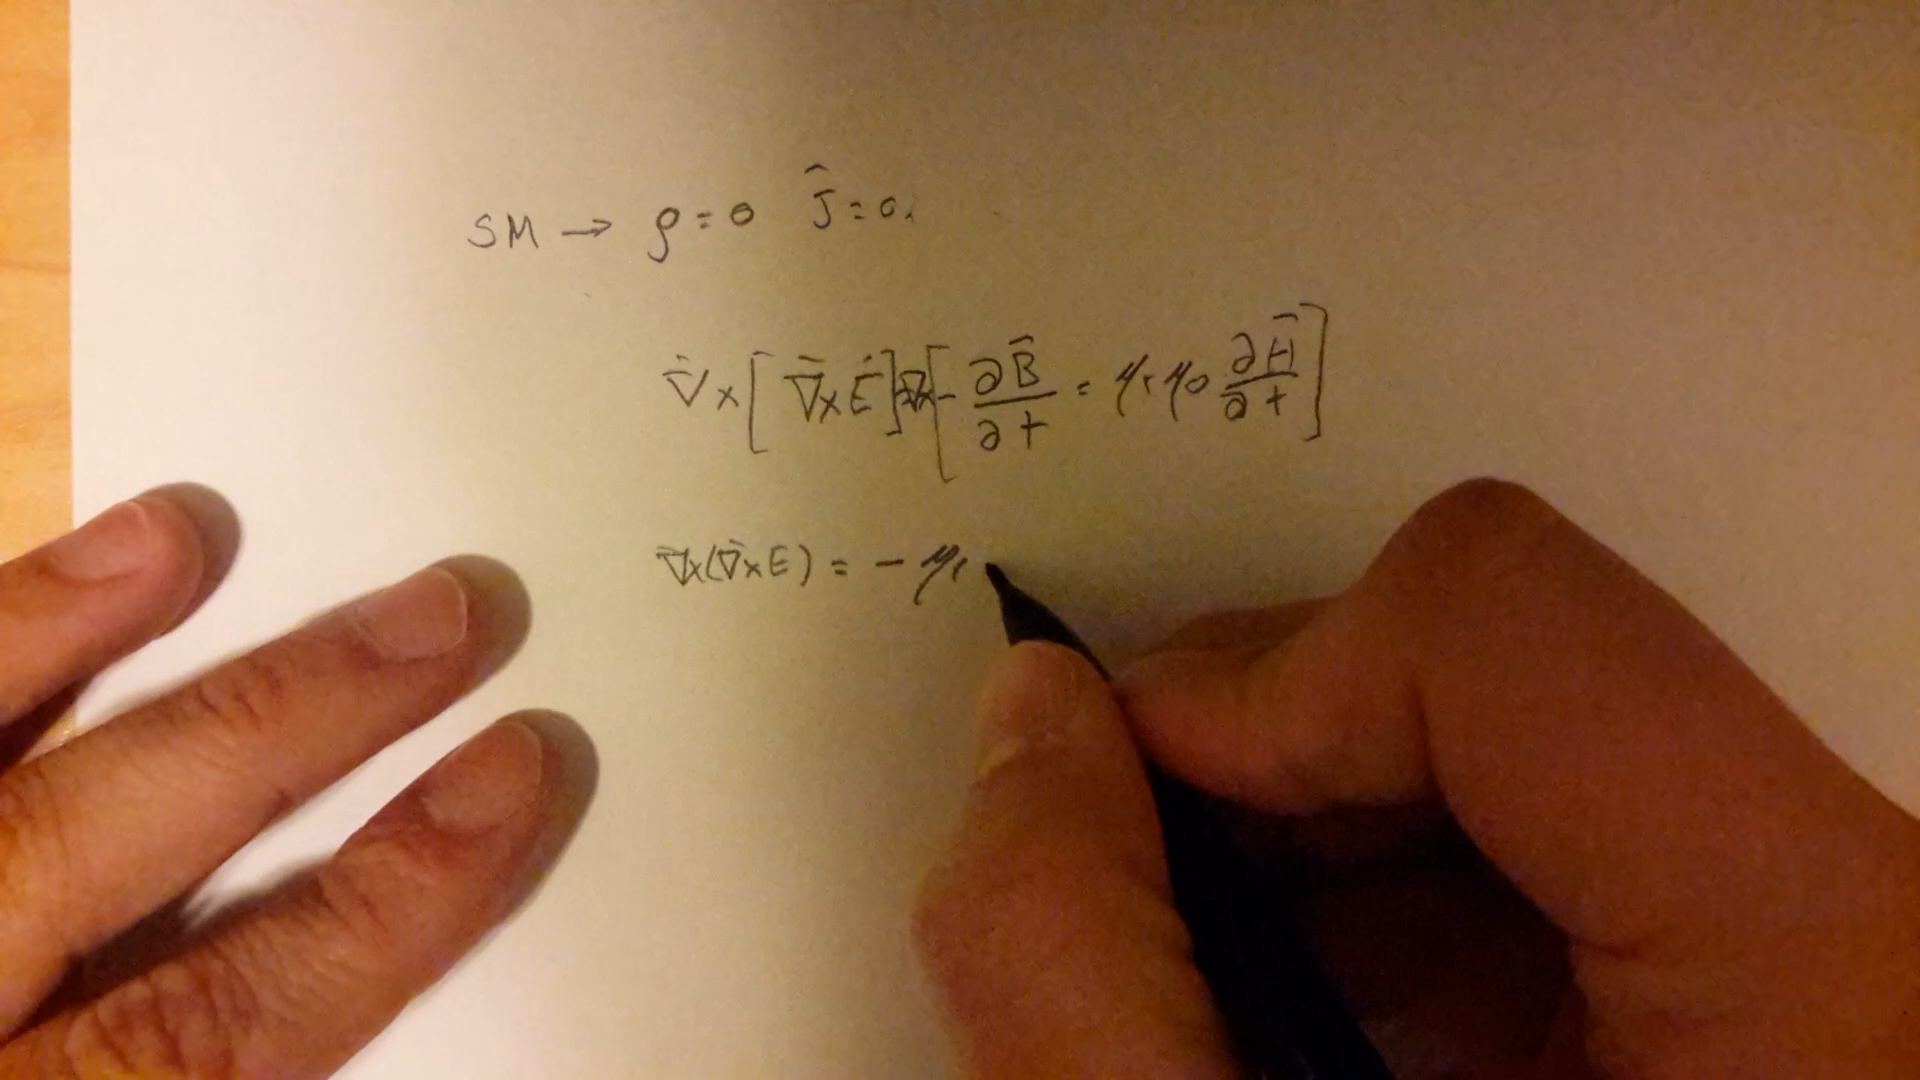 SM → ρ = 0 Ĵ = 0.
∇̄ × [ ∇̄ × Ē ] = ∇× [ - ∂B̄/∂t = μr μ0 ∂H̄/∂t ]
∇̄×(∇̄×E) = - μr